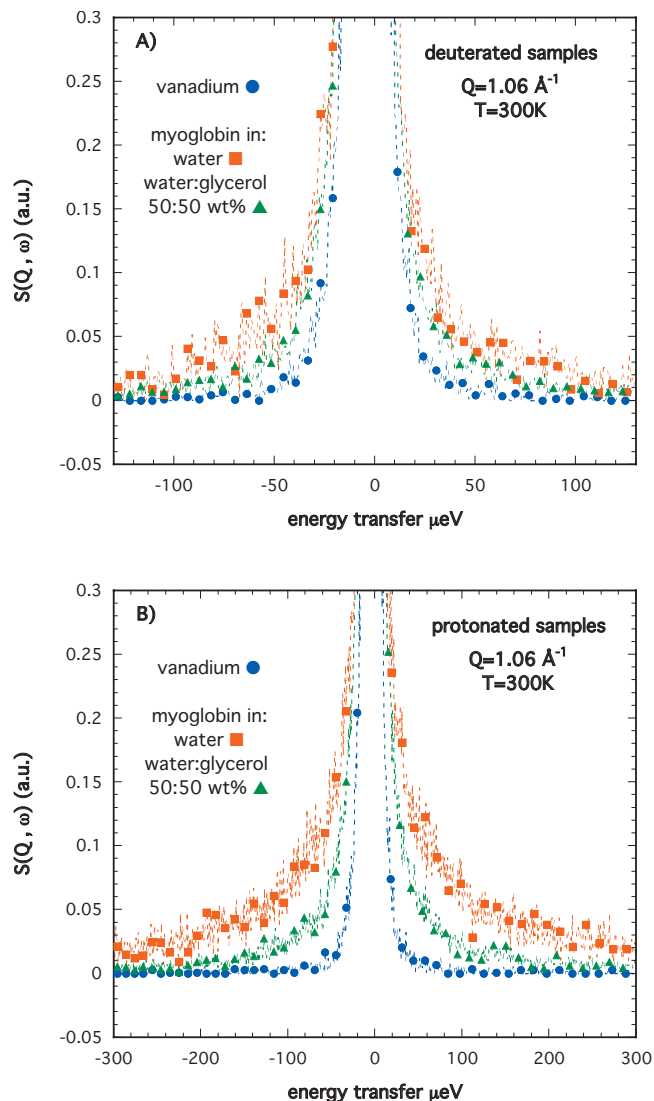 A)
deuterated samples
Q=1.06 Å⁻¹
T=300K
vanadium
myoglobin in:
water
water:glycerol
50:50 wt%
S(Q , ω) (a.u.)
0.3
0.25
0.2
0.15
0.1
0.05
0
-0.05
-100 -50 0 50 100
energy transfer μeV
B)
protonated samples
Q=1.06 Å⁻¹
T=300K
vanadium
myoglobin in:
water
water:glycerol
50:50 wt%
S(Q , ω) (a.u.)
0.3
0.25
0.2
0.15
0.1
0.05
0
-0.05
-300 -200 -100 0 100 200 300
energy transfer μeV